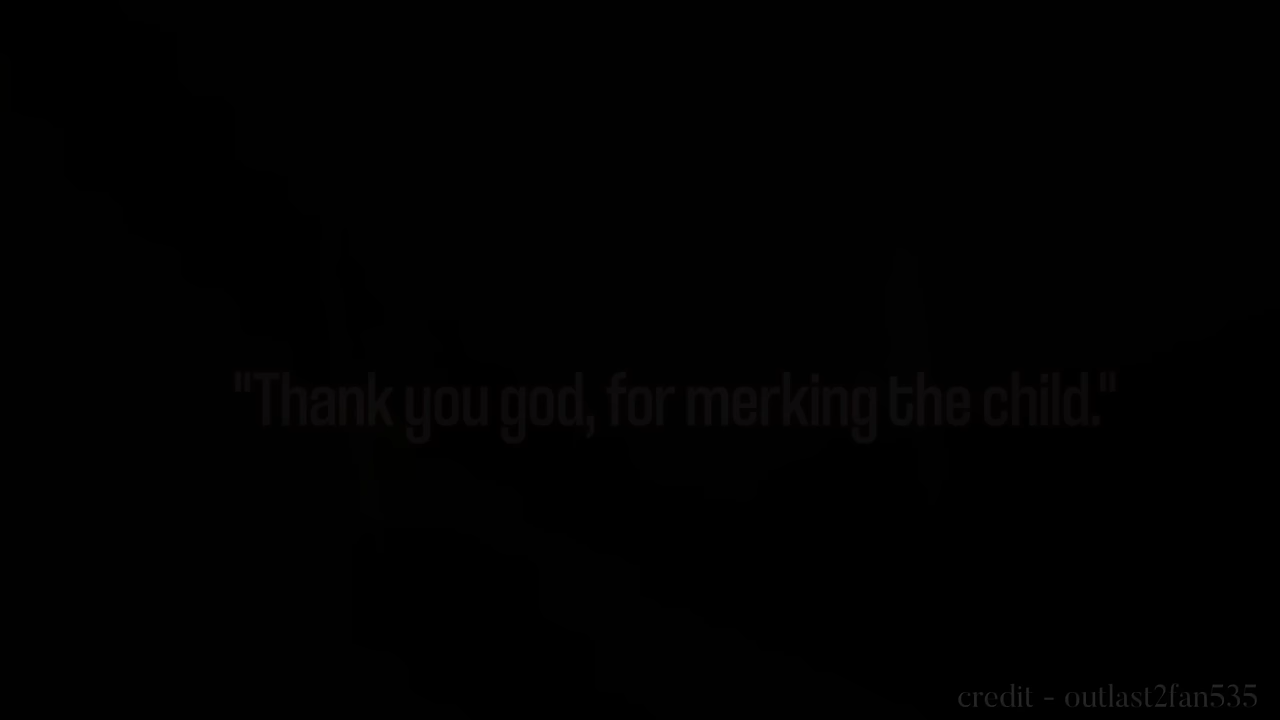 "Thank you god, for merking the child."
credit - outlast2fan535